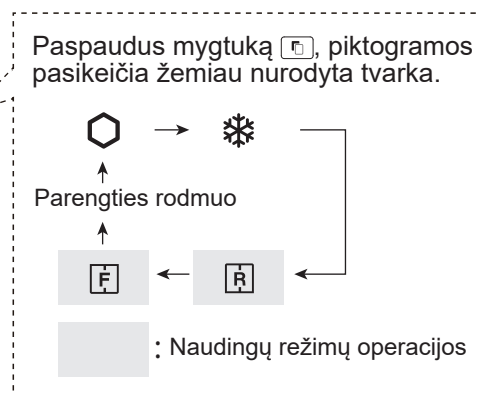 Paspaudus mygtuką, piktogramos
pasikeičia žemiau nurodyta tvarka.
Parengties rodmuo
F
R
: Naudingų režimų operacijos